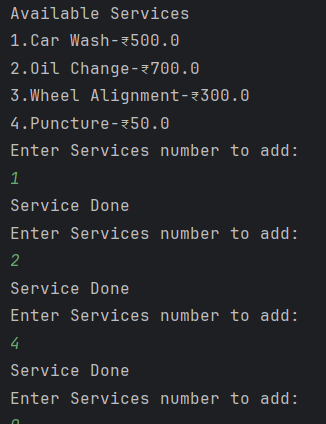 Available Services
1.Car Wash-₹500.0
2.Oil Change-₹700.0
3.Wheel Alignment-₹300.0
4.Puncture-₹50.0
Enter Services number to add:
1
Service Done
Enter Services number to add:
2
Service Done
Enter Services number to add:
4
Service Done
Enter Services number to add: